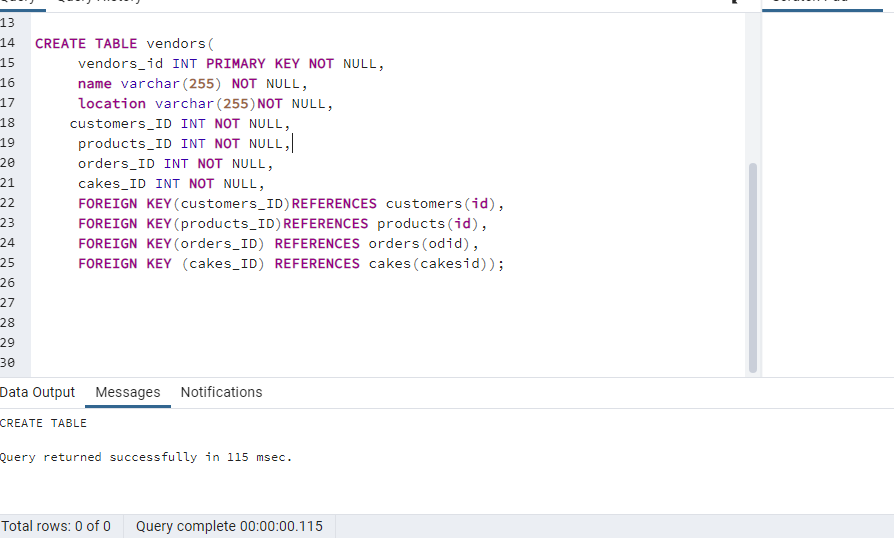 Query History
13
14 CREATE TABLE vendors(
15 vendors_id INT PRIMARY KEY NOT NULL,
16 name varchar(255) NOT NULL,
17 location varchar(255)NOT NULL,
18 customers_ID INT NOT NULL,
19 products_ID INT NOT NULL,
20 orders_ID INT NOT NULL,
21 cakes_ID INT NOT NULL,
22 FOREIGN KEY(customers_ID)REFERENCES customers(id),
23 FOREIGN KEY(products_ID)REFERENCES products(id),
24 FOREIGN KEY(orders_ID) REFERENCES orders(odid),
25 FOREIGN KEY (cakes_ID) REFERENCES cakes(cakesid));
26
27
28
29
30
Data Output Messages Notifications
CREATE TABLE
Query returned successfully in 115 msec.
Total rows: 0 of 0 Query complete 00:00:00.115